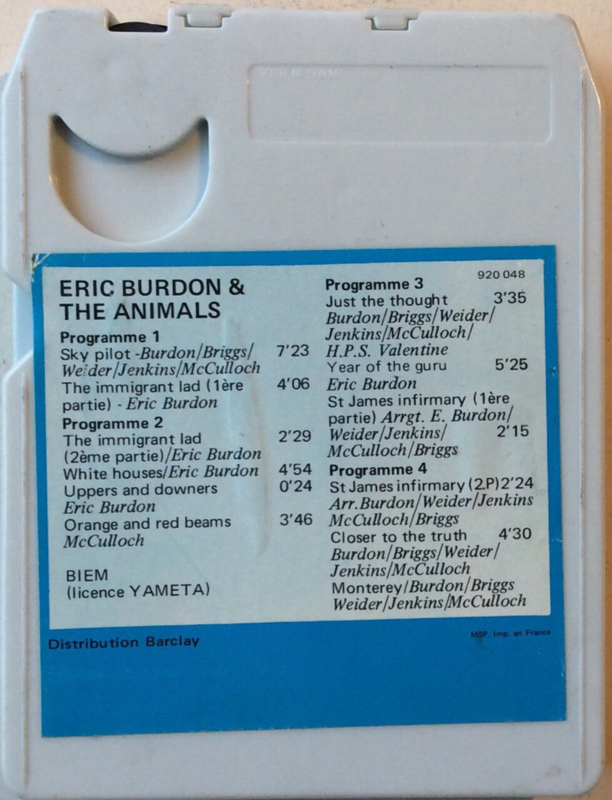 ERIC BURDON &
THE ANIMALS
Programme 1
Sky pilot -Burdon/Briggs/ 7'23
Weider/Jenkins/McCulloch
The immigrant lad (1ère 4'06
partie) - Eric Burdon
Programme 2
The immigrant lad 2'29
(2ème partie)/Eric Burdon
White houses/Eric Burdon 4'54
Uppers and downers 0'24
Eric Burdon
Orange and red beams 3'46
McCulloch
BIEM
(licence YAMETA)
920 048
Programme 3
Just the thought 3'35
Burdon/Briggs/Weider/
Jenkins/McCulloch/
H.P.S. Valentine
Year of the guru 5'25
Eric Burdon
St James infirmary (1ère
partie) Arrgt. E. Burdon/
Weider/Jenkins/ 2'15
McCulloch/Briggs
Programme 4
St James infirmary (2.P) 2'24
Arr.Burdon/Weider/Jenkins
McCulloch/Briggs
Closer to the truth 4'30
Burdon/Briggs/Weider/
Jenkins/McCulloch
Monterey/Burdon/Briggs
Weider/Jenkins/McCulloch
Distribution Barclay
MSP Imp. en France